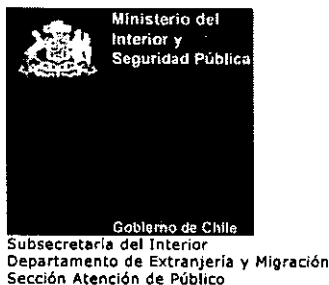 Ministerio del
Interior y
Seguridad Pública
Gobierno de Chile
Subsecretaría del Interior
Departamento de Extranjería y Migración
Sección Atención de Público